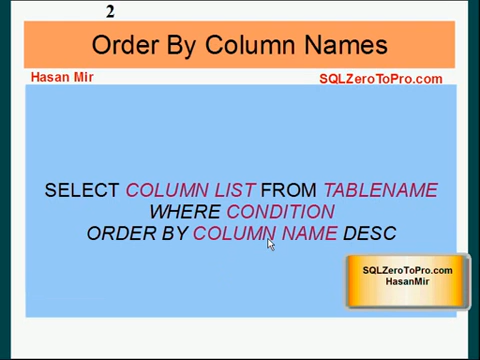 2
Order By Column Names
Hasan Mir
SQLZeroToPro.com
SELECT COLUMN LIST FROM TABLENAME
WHERE CONDITION
ORDER BY COLUMN NAME DESC
SQLZeroToPro.com
HasanMir